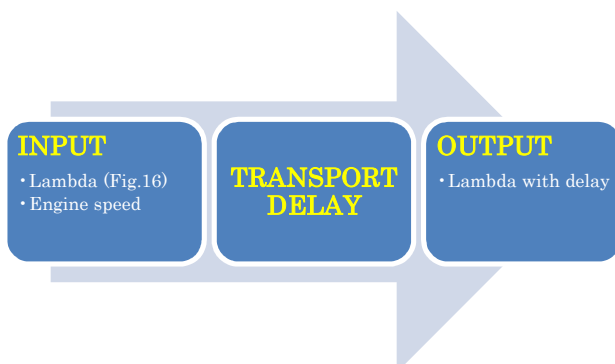 INPUT
• Lambda (Fig.16)
• Engine speed
TRANSPORT
DELAY
OUTPUT
• Lambda with delay